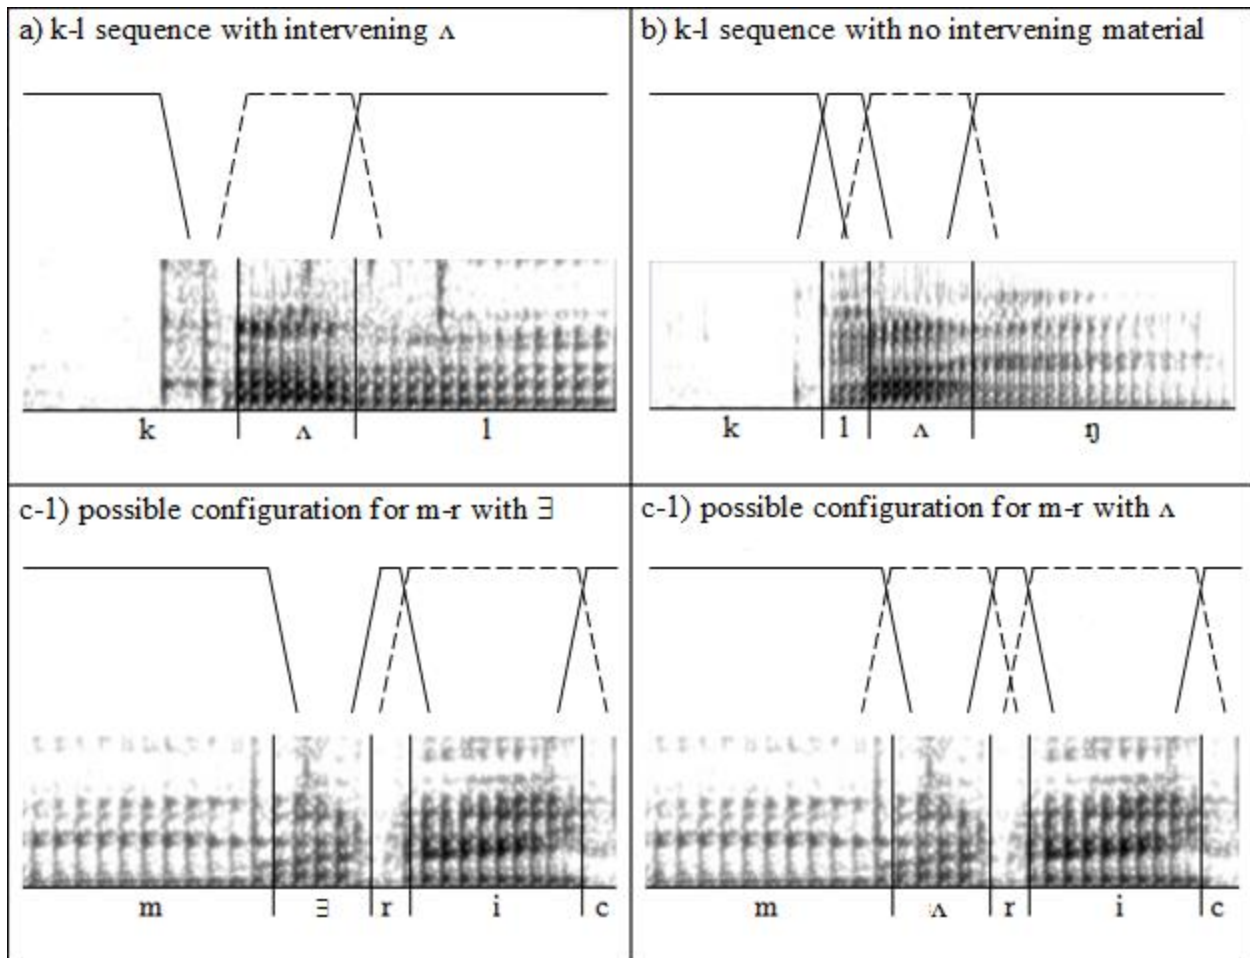 a) k-l sequence with intervening ʌ
b) k-l sequence with no intervening material
k ʌ l
k l ʌ ŋ
c-1) possible configuration for m-r with ∃
c-1) possible configuration for m-r with ʌ
m ∃ r i c
m ʌ r i c